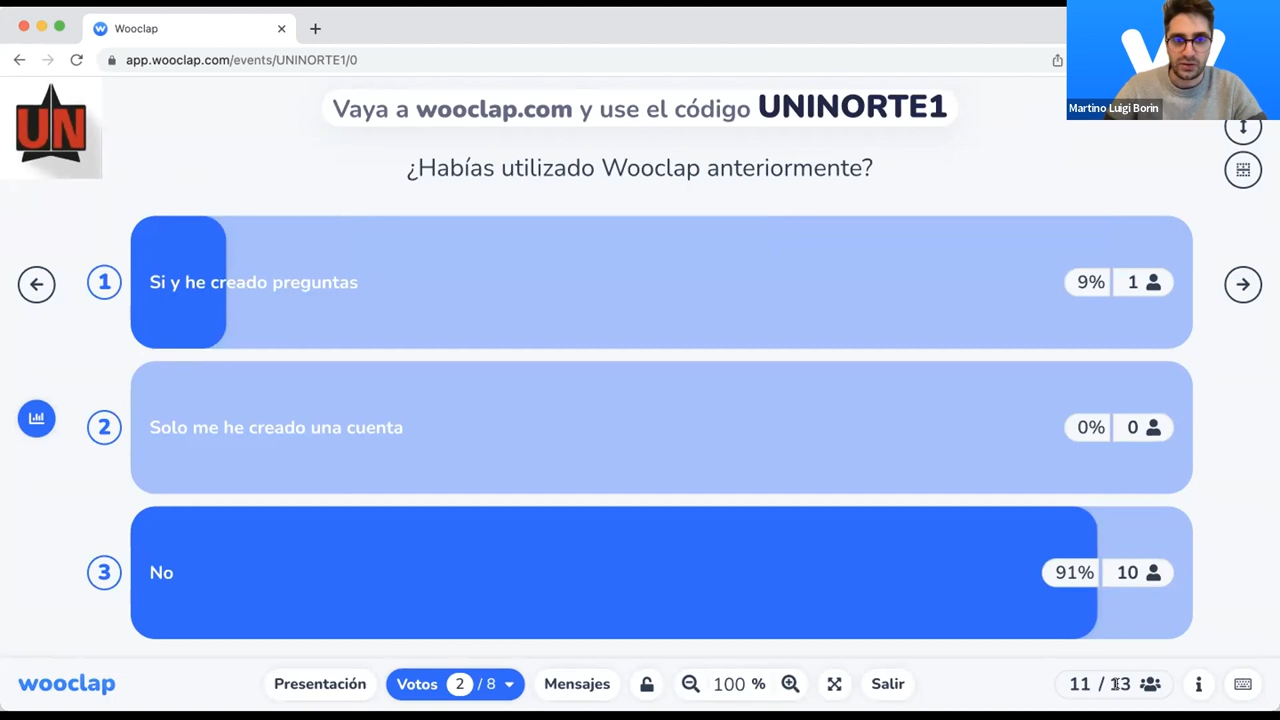 Wooclap
app.wooclap.com/events/UNINORTE1/0
Martino Luigi Borin
UN
Vaya a wooclap.com y use el código UNINORTE1
¿Habías utilizado Wooclap anteriormente?
1 Si y he creado preguntas 9% 1
2 Solo me he creado una cuenta 0% 0
3 No 91% 10
wooclap Presentación Votos 2 / 8 Mensajes 100 % Salir 11 / 13